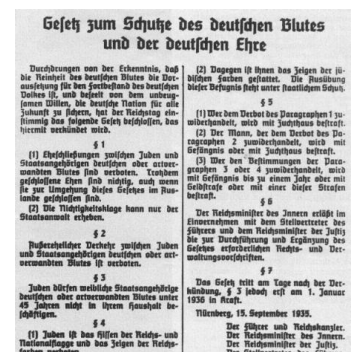 Gesetz zum Schutze des deutschen Blutes
und der deutschen Ehre
Durchdrungen von der Erkenntnis, daß
die Reinheit des deutschen Blutes die Vor-
aussetzung für den Fortbestand des deutschen
Volkes ist, und beseelt von dem unbeug-
samen Willen, die deutsche Nation für alle
Zukunft zu sichern, hat der Reichstag ein-
stimmig das folgende Gesetz beschlossen, das
hiermit verkündet wird.
§ 1
(1) Eheschließungen zwischen Juden und
Staatsangehörigen deutschen oder artver-
wandten Blutes sind verboten. Trotzdem
geschlossene Ehen sind nichtig, auch wenn
sie zur Umgehung dieses Gesetzes im Aus-
lande geschlossen sind.
(2) Die Nichtigkeitsklage kann nur der
Staatsanwalt erheben.
§ 2
Außerehelicher Verkehr zwischen Juden
und Staatsangehörigen deutschen oder art-
verwandten Blutes ist verboten.
§ 3
Juden dürfen weibliche Staatsangehörige
deutschen oder artverwandten Blutes unter
45 Jahren nicht in ihrem Haushalt be-
schäftigen.
§ 4
(1) Juden ist das Hissen der Reichs- und
Nationalflagge und das Zeigen der Reichs-
farben verboten.
(2) Dagegen ist ihnen das Zeigen der jü-
dischen Farben gestattet. Die Ausübung
dieser Befugnis steht unter staatlichem Schutz.
§ 5
(1) Wer dem Verbot des Paragraphen 1 zu-
widerhandelt, wird mit Zuchthaus bestraft.
(2) Der Mann, der dem Verbot des Pa-
ragraphen 2 zuwiderhandelt, wird mit
Gefängnis oder mit Zuchthaus bestraft.
(3) Wer den Bestimmungen der Para-
graphen 3 oder 4 zuwiderhandelt, wird
mit Gefängnis bis zu einem Jahr oder mit
Geldstrafe oder mit einer dieser Strafen
bestraft.
§ 6
Der Reichsminister des Innern erläßt im
Einvernehmen mit dem Stellvertreter des
Führers und dem Reichsminister der Justiz
die zur Durchführung und Ergänzung des
Gesetzes erforderlichen Rechts- und Ver-
waltungsvorschriften.
§ 7
Das Gesetz tritt am Tage nach der Ver-
kündung, § 3 jedoch erst am 1. Januar
1936 in Kraft.
Nürnberg, 15. September 1935.
Der Führer und Reichskanzler.
Der Reichsminister des Innern.
Der Reichsminister der Justiz.